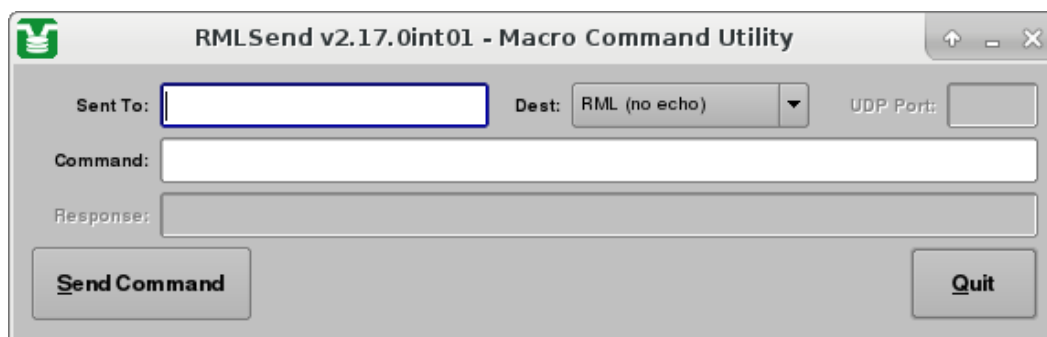 RMLSend v2.17.0int01 - Macro Command Utility
Sent To: Dest: RML (no echo) UDP Port:
Command:
Response:
Send Command Quit